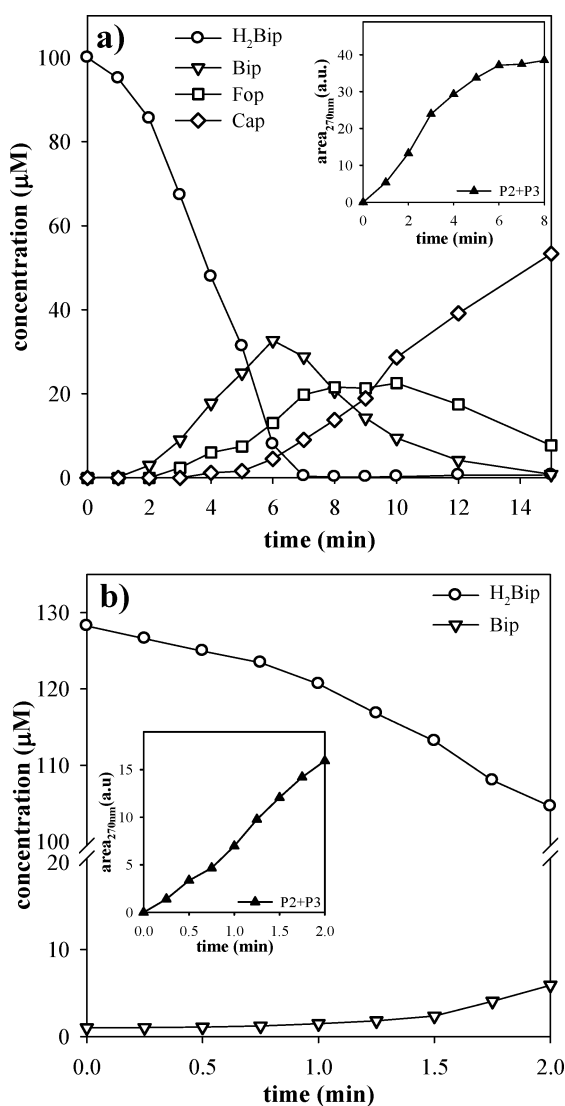 a)
H₂Bip
Bip
Fop
Cap
concentration (μM)
100
80
60
40
20
0
0 2 4 6 8 10 12 14
time (min)
area₂₇₀ₙₘ(a.u.)
40
30
20
10
0
P2+P3
0 2 4 6 8
time (min)
b)
H₂Bip
Bip
concentration (μM)
130
120
110
100
20
10
0
0.0 0.5 1.0 1.5 2.0
time (min)
area₂₇₀ₙₘ(a.u)
15
10
5
0
P2+P3
0.0 0.5 1.0 1.5 2.0
time (min)